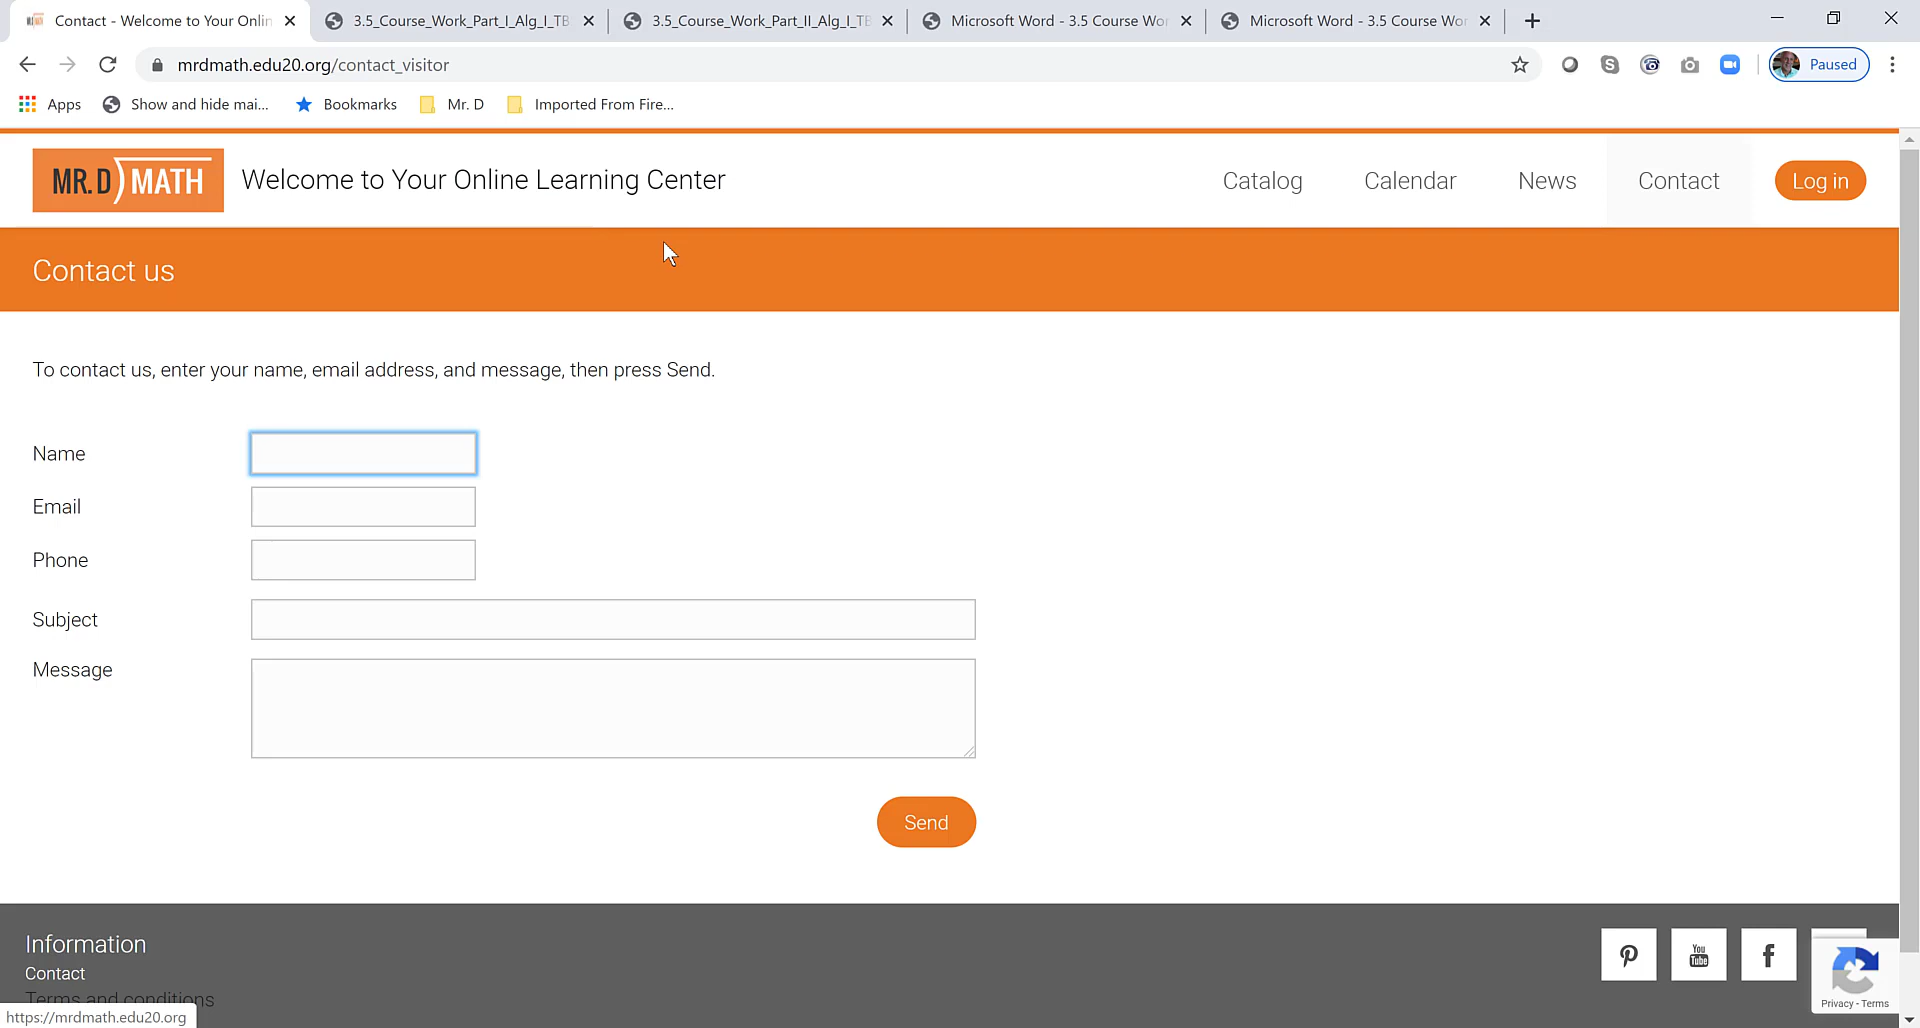 Contact - Welcome to Your Onlin
3.5_Course_Work_Part_I_Alg_I_TB
3.5_Course_Work_Part_II_Alg_I_TB
Microsoft Word - 3.5 Course Wor
Microsoft Word - 3.5 Course Wor
mrdmath.edu20.org/contact_visitor
Paused
Apps
Show and hide mai...
Bookmarks
Mr. D
Imported From Fire...
MR. D MATH
Welcome to Your Online Learning Center
Catalog
Calendar
News
Contact
Log in
Contact us
To contact us, enter your name, email address, and message, then press Send.
Name
Email
Phone
Subject
Message
Send
Information
Contact
Terms and conditions
You Tube
Privacy - Terms
https://mrdmath.edu20.org